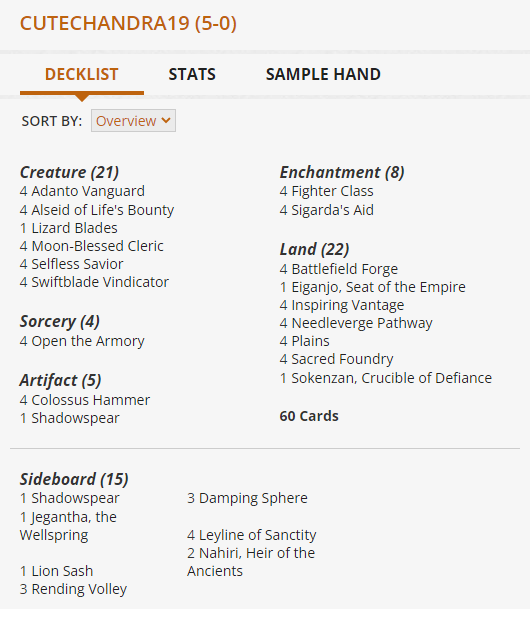 CUTECHANDRA19 (5-0)
DECKLIST
STATS
SAMPLE HAND
SORT BY:
Overview
Creature (21)
4 Adanto Vanguard
4 Alseid of Life's Bounty
1 Lizard Blades
4 Moon-Blessed Cleric
4 Selfless Savior
4 Swiftblade Vindicator
Sorcery (4)
4 Open the Armory
Artifact (5)
4 Colossus Hammer
1 Shadowspear
Enchantment (8)
4 Fighter Class
4 Sigarda's Aid
Land (22)
4 Battlefield Forge
1 Eiganjo, Seat of the Empire
4 Inspiring Vantage
4 Needleverge Pathway
4 Plains
4 Sacred Foundry
1 Sokenzan, Crucible of Defiance
60 Cards
Sideboard (15)
1 Shadowspear
1 Jegantha, the
Wellspring
1 Lion Sash
3 Rending Volley
3 Damping Sphere
4 Leyline of Sanctity
2 Nahiri, Heir of the
Ancients